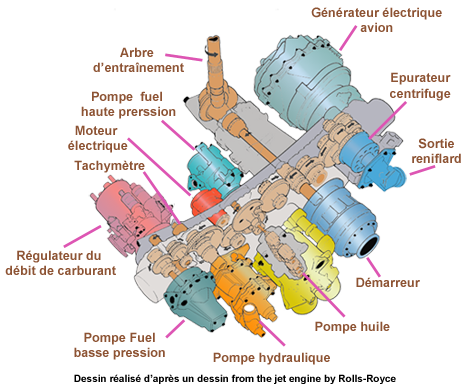 Générateur électrique
avion
Arbre
d'entraînement
Epurateur
centrifuge
Pompe fuel
haute prerssion
Moteur
électrique
Sortie
reniflard
Tachymètre
Régulateur du
débit de carburant
Démarreur
Pompe huile
Pompe Fuel
basse pression
Pompe hydraulique
Dessin réalisé d'après un dessin from the jet engine by Rolls-Royce